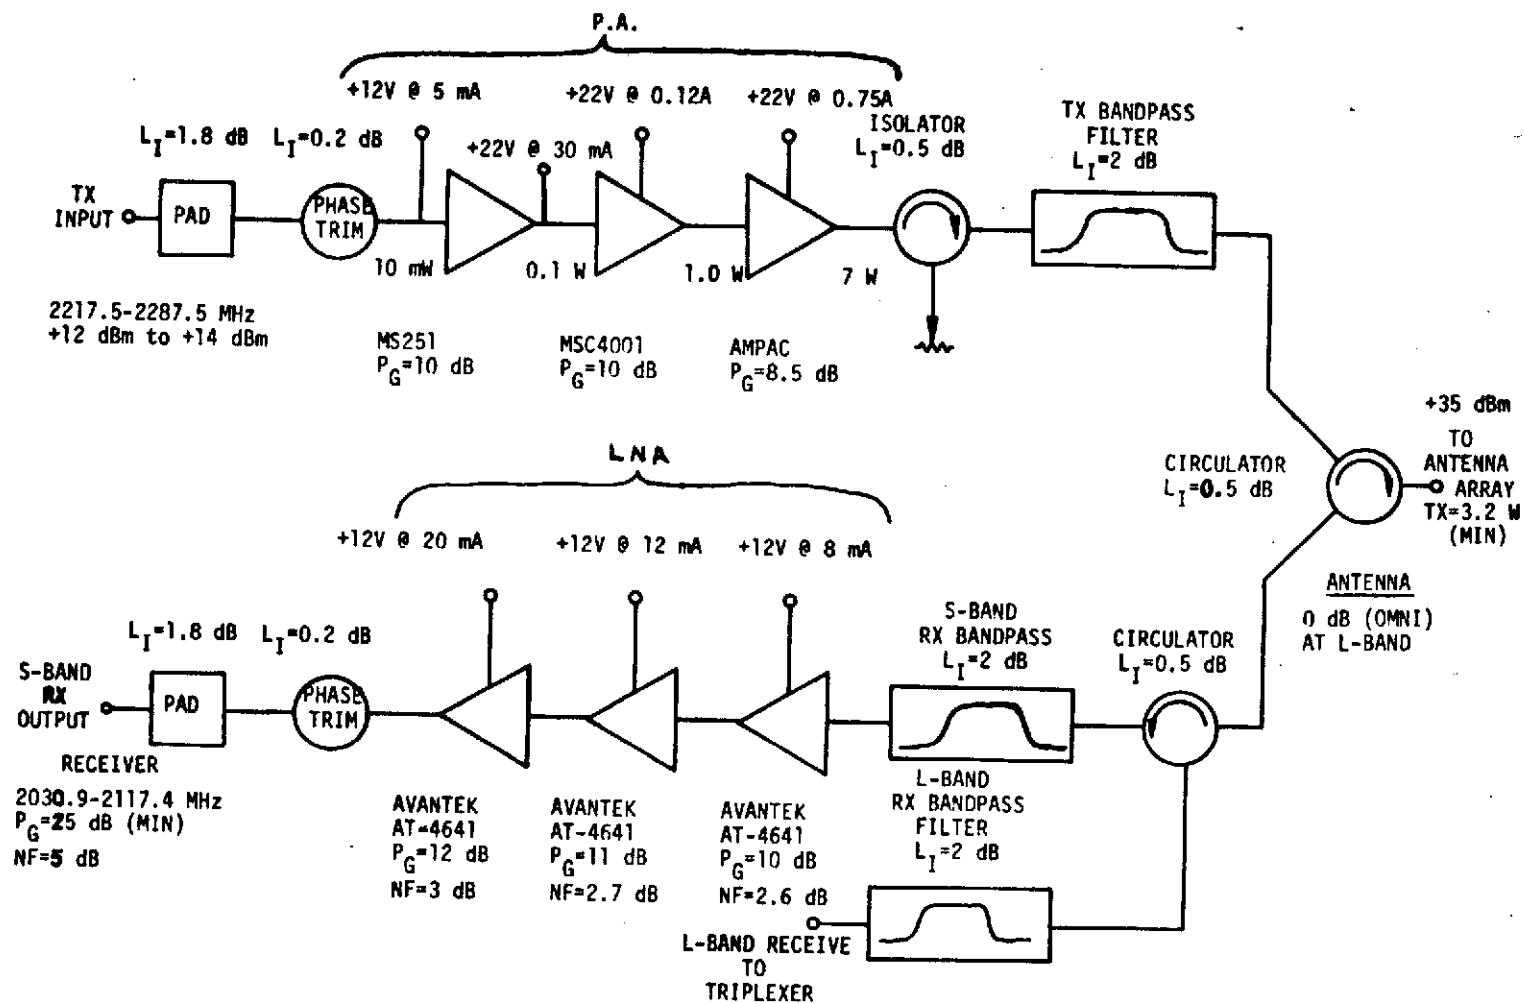 P.A.
+12V @ 5 mA
+22V @ 0.12A
+22V @ 0.75A
L_I=1.8 dB
L_I=0.2 dB
+22V @ 30 mA
ISOLATOR
L_I=0.5 dB
TX BANDPASS
FILTER
L_I=2 dB
TX
INPUT
PAD
PHASE
TRIM
10 mW
0.1 W
1.0 W
7 W
2217.5-2287.5 MHz
+12 dBm to +14 dBm
MS251
P_G=10 dB
MSC4001
P_G=10 dB
AMPAC
P_G=8.5 dB
+35 dBm
TO
ANTENNA
ARRAY
TX=3.2 W
(MIN)
CIRCULATOR
L_I=0.5 dB
ANTENNA
0 dB (OMNI)
AT L-BAND
LNA
+12V @ 20 mA
+12V @ 12 mA
+12V @ 8 mA
L_I=1.8 dB
L_I=0.2 dB
S-BAND
RX BANDPASS
L_I=2 dB
CIRCULATOR
L_I=0.5 dB
S-BAND
RX
OUTPUT
PAD
PHASE
TRIM
RECEIVER
2030.9-2117.4 MHz
P_G=25 dB (MIN)
NF=5 dB
AVANTEK
AT-4641
P_G=12 dB
NF=3 dB
AVANTEK
AT-4641
P_G=11 dB
NF=2.7 dB
AVANTEK
AT-4641
P_G=10 dB
NF=2.6 dB
L-BAND
RX BANDPASS
FILTER
L_I=2 dB
L-BAND RECEIVE
TO
TRIPLEXER